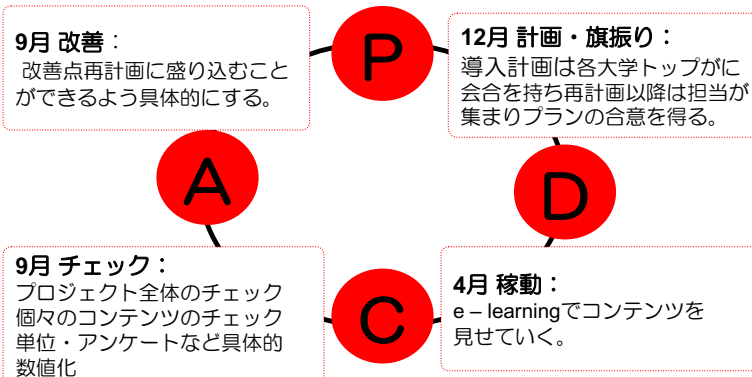 9月 改善：
改善点再計画に盛り込むこと
ができるよう具体的にする。
P
12月 計画・旗振り：
導入計画は各大学トップがに
会合を持ち再計画以降は担当が
集まりプランの合意を得る。
A
D
9月 チェック：
プロジェクト全体のチェック
個々のコンテンツのチェック
単位・アンケートなど具体的
数値化
C
4月 稼動：
e – learningでコンテンツを
見せていく。